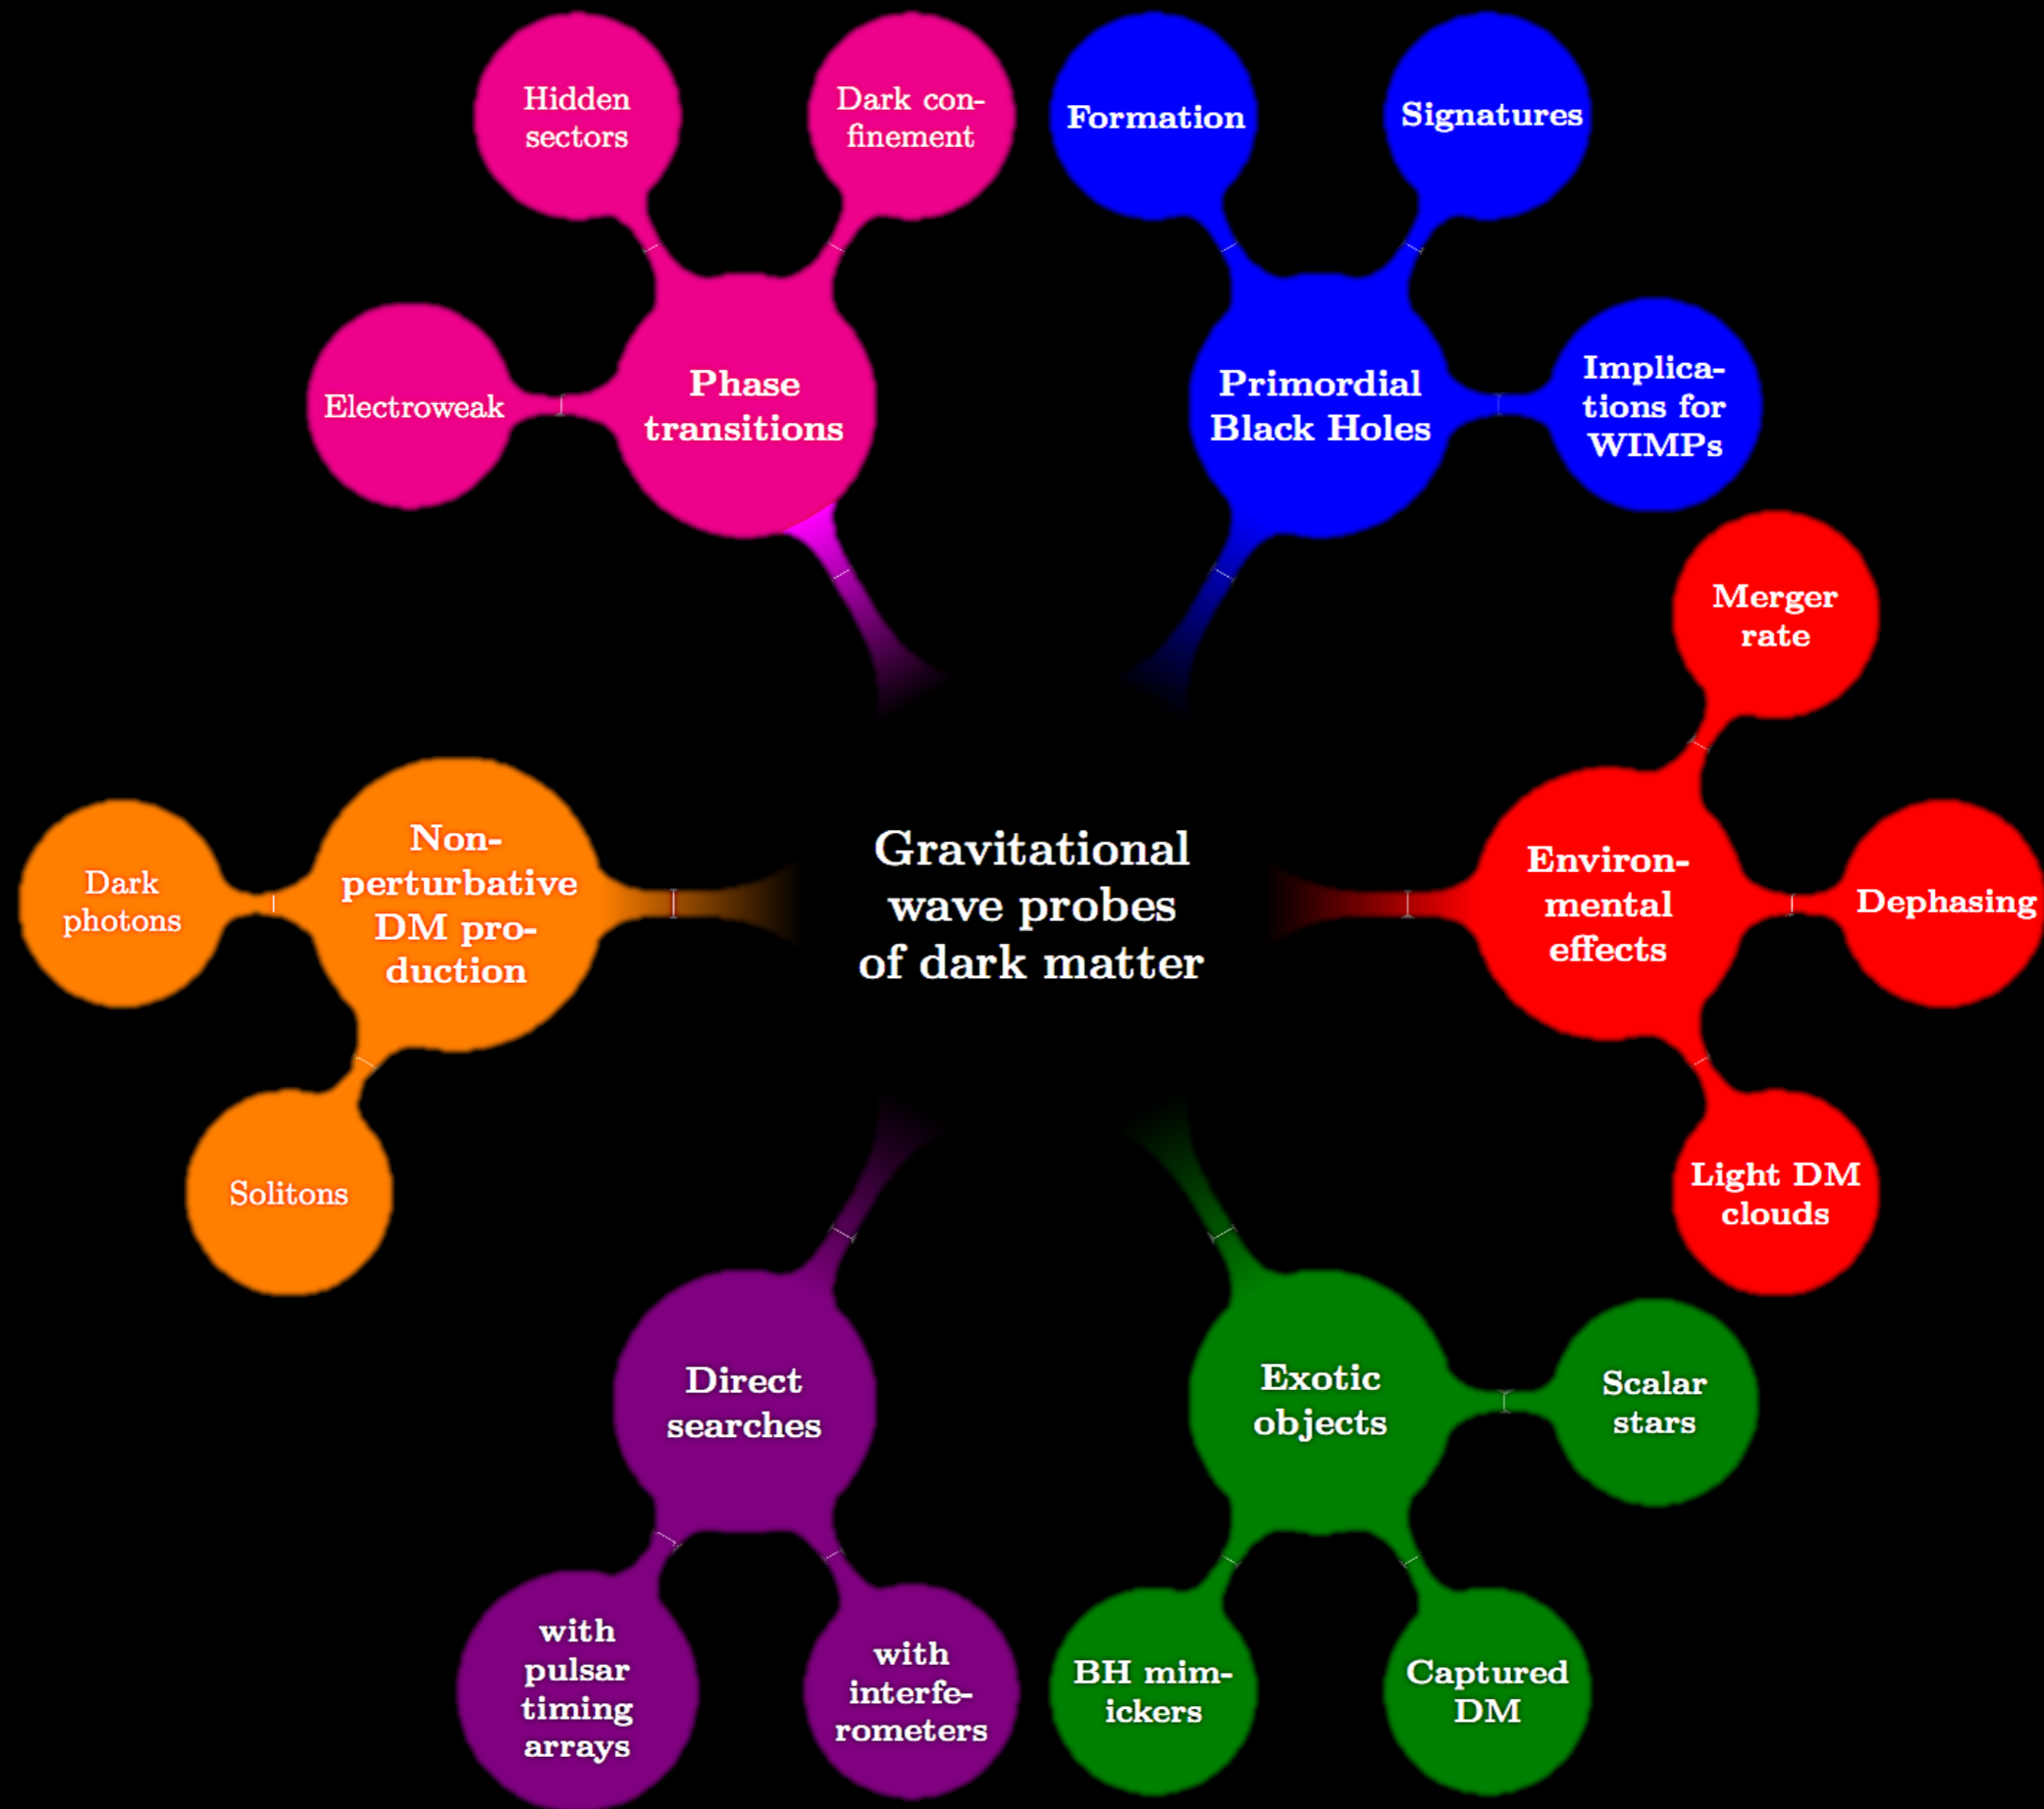 Gravitational
wave probes
of dark matter
Phase
transitions
Hidden
sectors
Dark con-
finement
Electroweak
Primordial
Black Holes
Formation
Signatures
Implica-
tions for
WIMPs
Environ-
mental
effects
Merger
rate
Dephasing
Light DM
clouds
Exotic
objects
Scalar
stars
Captured
DM
BH mim-
ickers
Direct
searches
with
interfe-
rometers
with
pulsar
timing
arrays
Non-
perturbative
DM pro-
duction
Dark
photons
Solitons